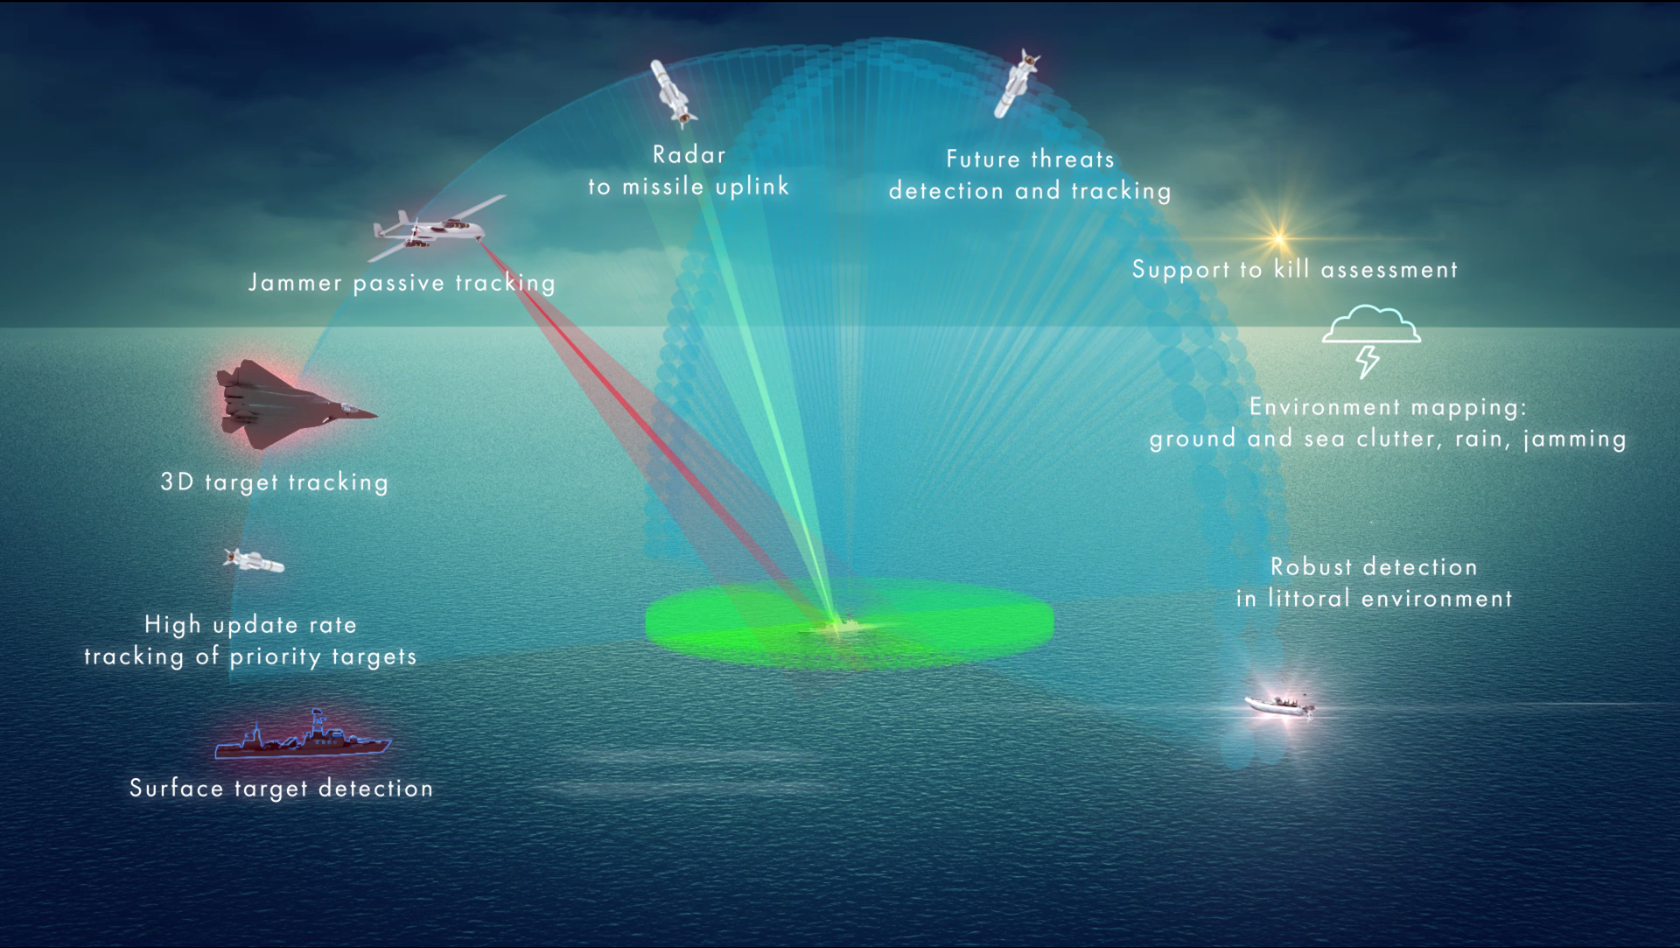 Radar
to missile uplink
Future threats
detection and tracking
Jammer passive tracking
Support to kill assessment
3D target tracking
Environment mapping:
ground and sea clutter, rain, jamming
High update rate
tracking of priority targets
Robust detection
in littoral environment
Surface target detection